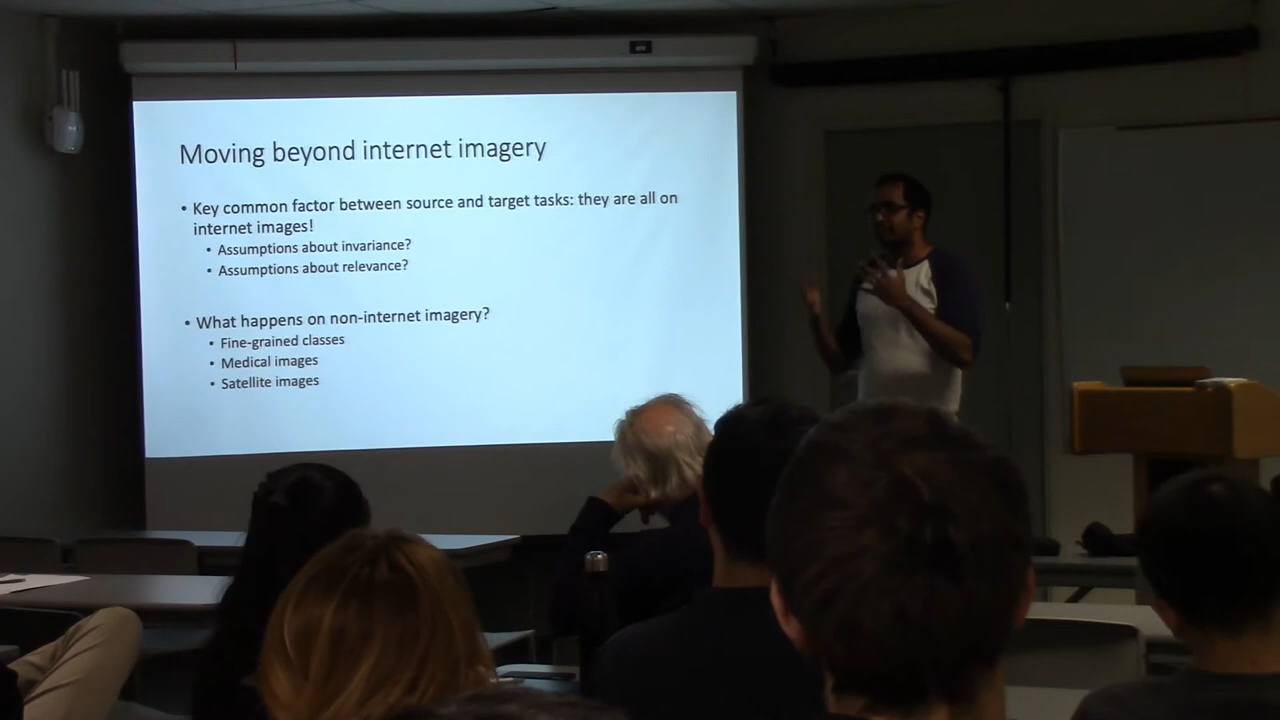 Moving beyond internet imagery
• Key common factor between source and target tasks: they are all on
internet images!
• Assumptions about invariance?
• Assumptions about relevance?
• What happens on non-internet imagery?
• Fine-grained classes
• Medical images
• Satellite images